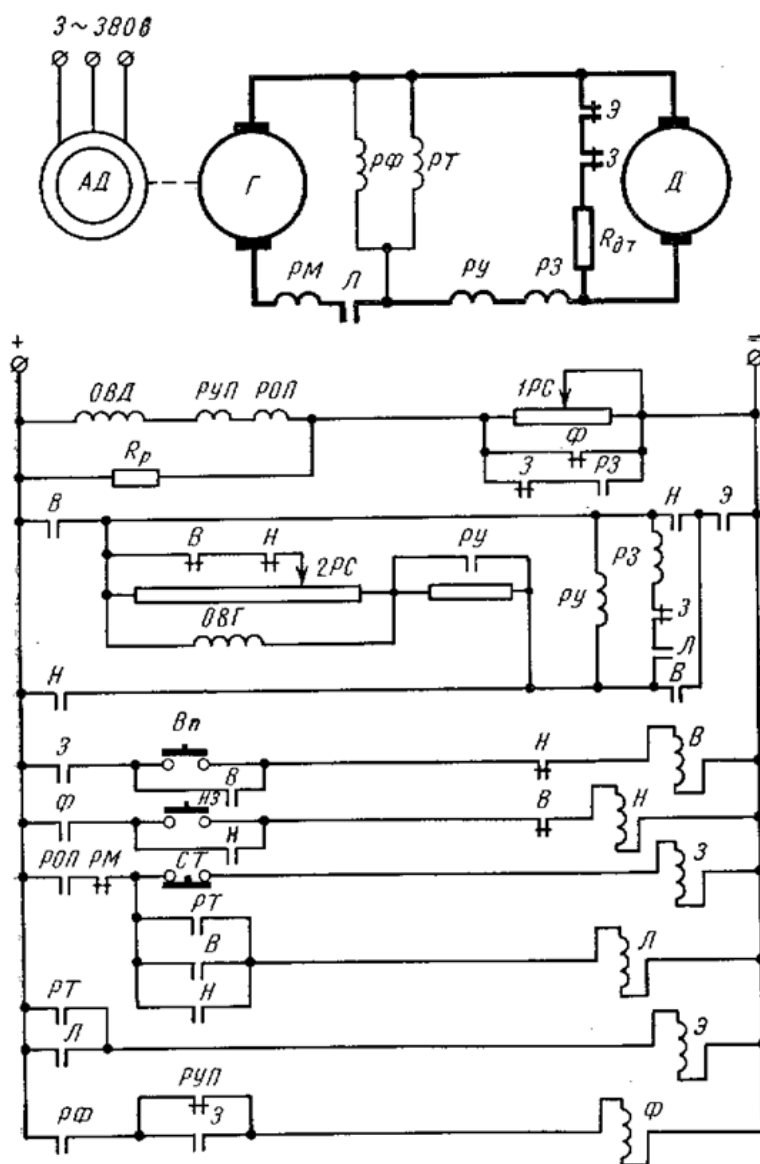 3 ~ 380 в
АД
Г
РФ
РТ
Э
З
Rдт
Д
РМ
Л
РУ
РЗ
+
=
ОВД
РУП
РОП
1РС
Rр
Ф
З
РЗ
В
Н
Э
В
Н
2РС
РУ
ОВГ
РУ
РЗ
З
Л
Н
В
З
Вп
В
Н
В
Ф
НЗ
Н
В
Н
РОП
РМ
СТ
З
РТ
В
Н
Л
РТ
Л
Э
РФ
РУП
З
Ф